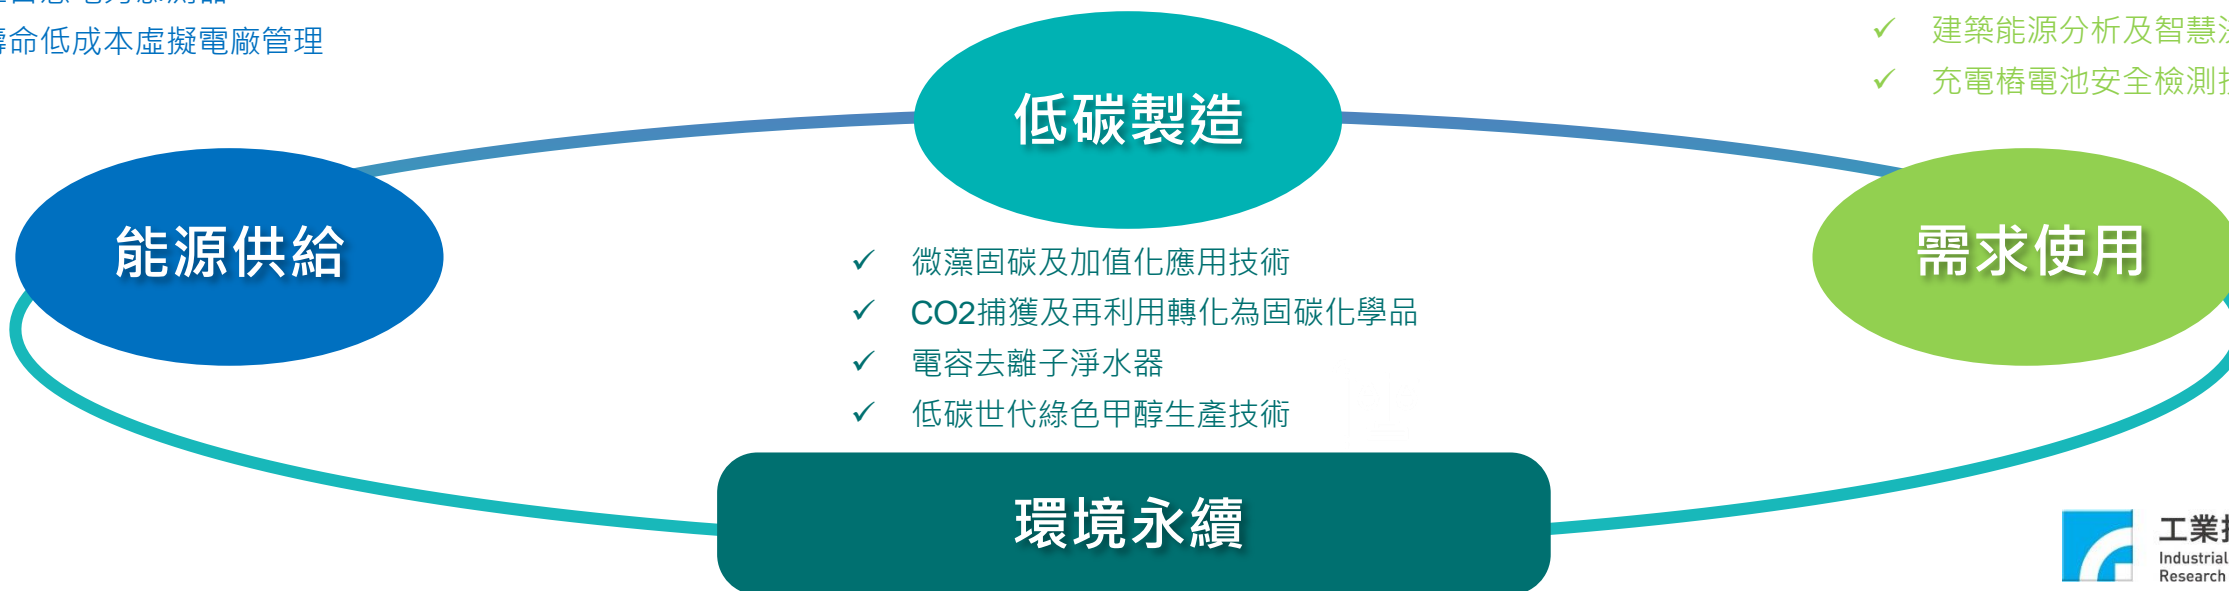 壽命低成本虛擬電廠管理
建築能源分析及智慧
充電樁電池安全檢測
低碳製造
能源供給
需求使用
微藻固碳及加值化應用技術
CO2捕獲及再利用轉化為固碳化學品
電容去離子淨水器
低碳世代綠色甲醇生產技術
環境永續
工業
Industrial
Research